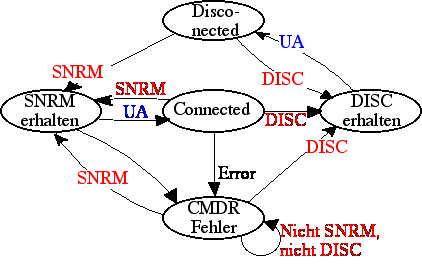 Disco-
nected
UA
SNRM
DISC
SNRM
SNRM
erhalten
Connected
DISC
erhalten
UA
DISC
DISC
SNRM
Error
CMDR
Fehler
Nicht SNRM,
nicht DISC